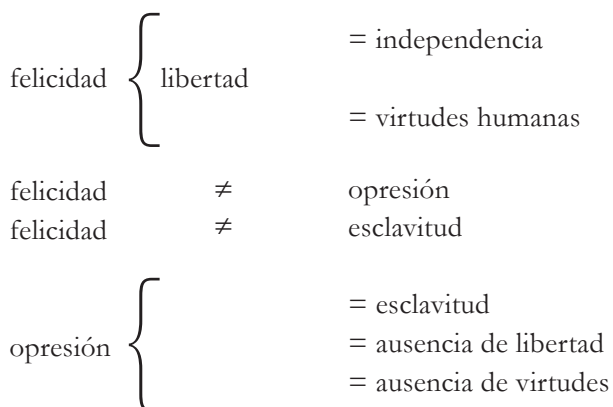 = independencia
felicidad { libertad
= virtudes humanas
felicidad ≠ opresión
felicidad ≠ esclavitud
= esclavitud
opresión { = ausencia de libertad
= ausencia de virtudes